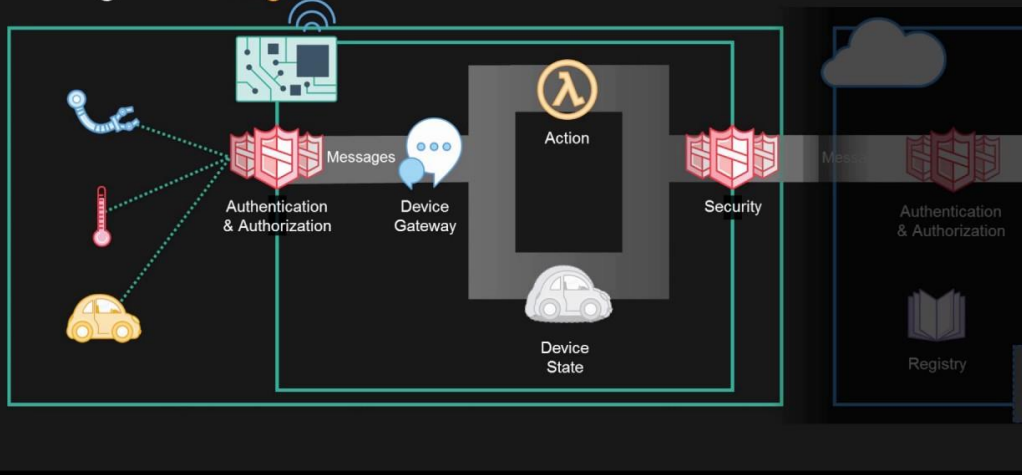 Messages
Authentication
& Authorization
Device
Gateway
Action
Device
State
Security
Authentication
& Authorization
Registry